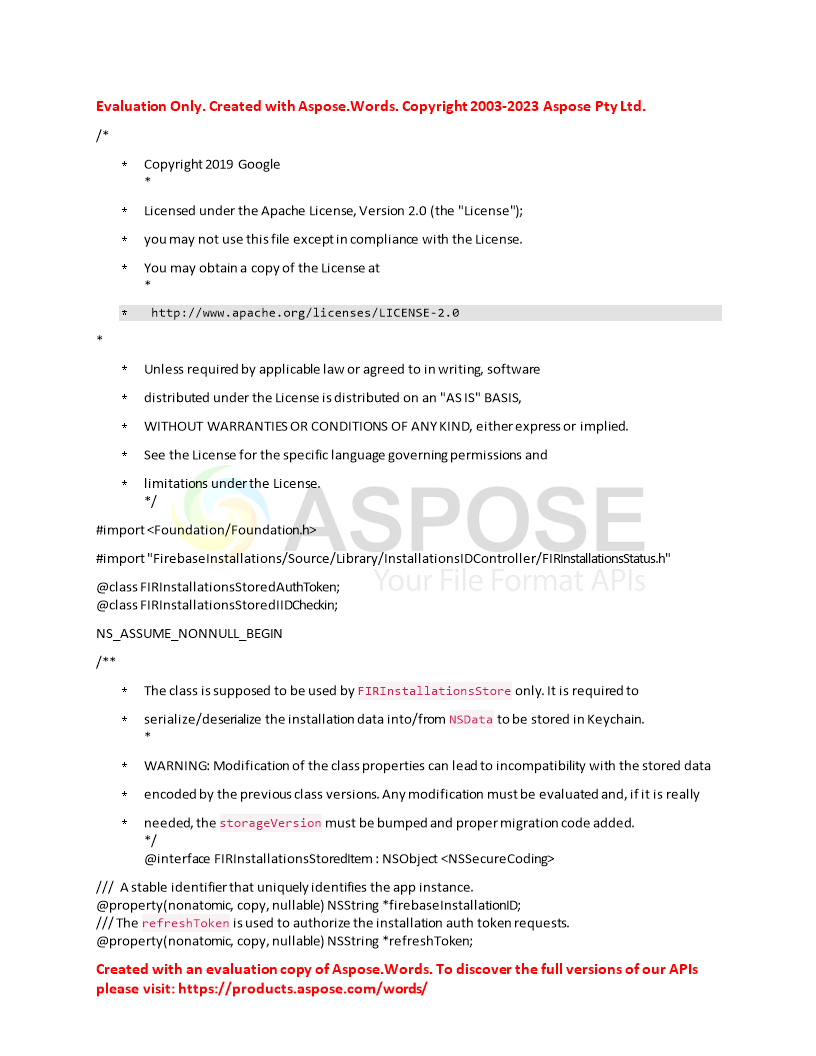 Evaluation Only. Created with Aspose.Words. Copyright 2003-2023 Aspose Pty Ltd.
/*
* Copyright 2019 Google
*
* Licensed under the Apache License, Version 2.0 (the "License");
* you may not use this file except in compliance with the License.
* You may obtain a copy of the License at
*
* http://www.apache.org/licenses/LICENSE-2.0
*
* Unless required by applicable law or agreed to in writing, software
* distributed under the License is distributed on an "AS IS" BASIS,
* WITHOUT WARRANTIES OR CONDITIONS OF ANY KIND, either express or implied.
* See the License for the specific language governing permissions and
* limitations under the License.
*/
ASPOSE
#import <Foundation/Foundation.h>
#import "FirebaseInstallations/Source/Library/InstallationsIDController/FIRInstallationsStatus.h"
Your File Format APIs
@class FIRInstallationsStoredAuthToken;
@class FIRInstallationsStoredIIDCheckin;
NS_ASSUME_NONNULL_BEGIN
/**
* The class is supposed to be used by FIRInstallationsStore only. It is required to
* serialize/deserialize the installation data into/from NSData to be stored in Keychain.
*
* WARNING: Modification of the class properties can lead to incompatibility with the stored data
* encoded by the previous class versions. Any modification must be evaluated and, if it is really
* needed, the storageVersion must be bumped and proper migration code added.
*/
@interface FIRInstallationsStoredItem : NSObject <NSSecureCoding>
/// A stable identifier that uniquely identifies the app instance.
@property(nonatomic, copy, nullable) NSString *firebaseInstallationID;
/// The refreshToken is used to authorize the installation auth token requests.
@property(nonatomic, copy, nullable) NSString *refreshToken;
Created with an evaluation copy of Aspose.Words. To discover the full versions of our APIs
please visit: https://products.aspose.com/words/